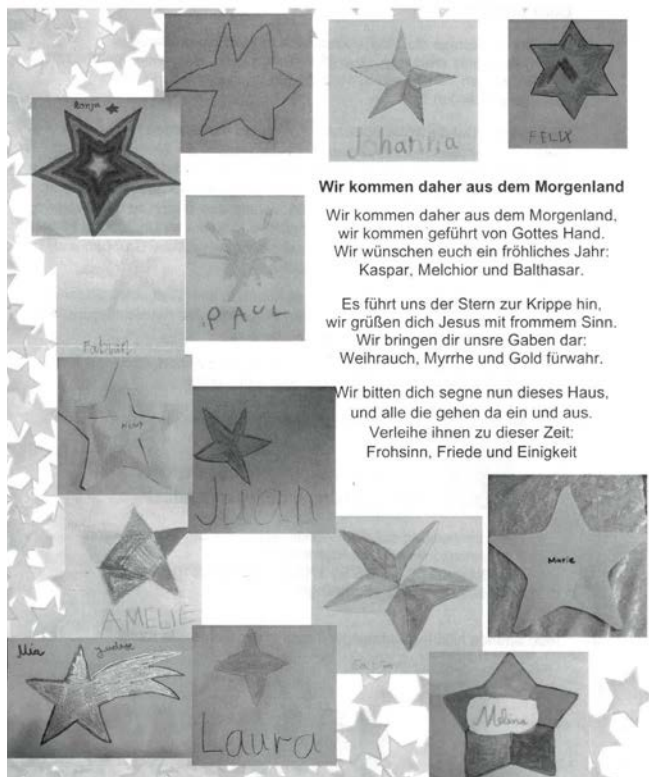 Ronja
Johanna
FELIX
Wir kommen daher aus dem Morgenland
Wir kommen daher aus dem Morgenland,
wir kommen geführt von Gottes Hand.
Wir wünschen euch ein fröhliches Jahr:
Kaspar, Melchior und Balthasar.
PAUL
Es führt uns der Stern zur Krippe hin,
wir grüßen dich Jesus mit frommem Sinn.
Wir bringen dir unsre Gaben dar:
Weihrauch, Myrrhe und Gold fürwahr.
Fabian
Wir bitten dich segne nun dieses Haus,
und alle die gehen da ein und aus.
Verleihe ihnen zu dieser Zeit:
Frohsinn, Friede und Einigkeit
Juan
Marie
AMELIE
Mia
Laura
Melina